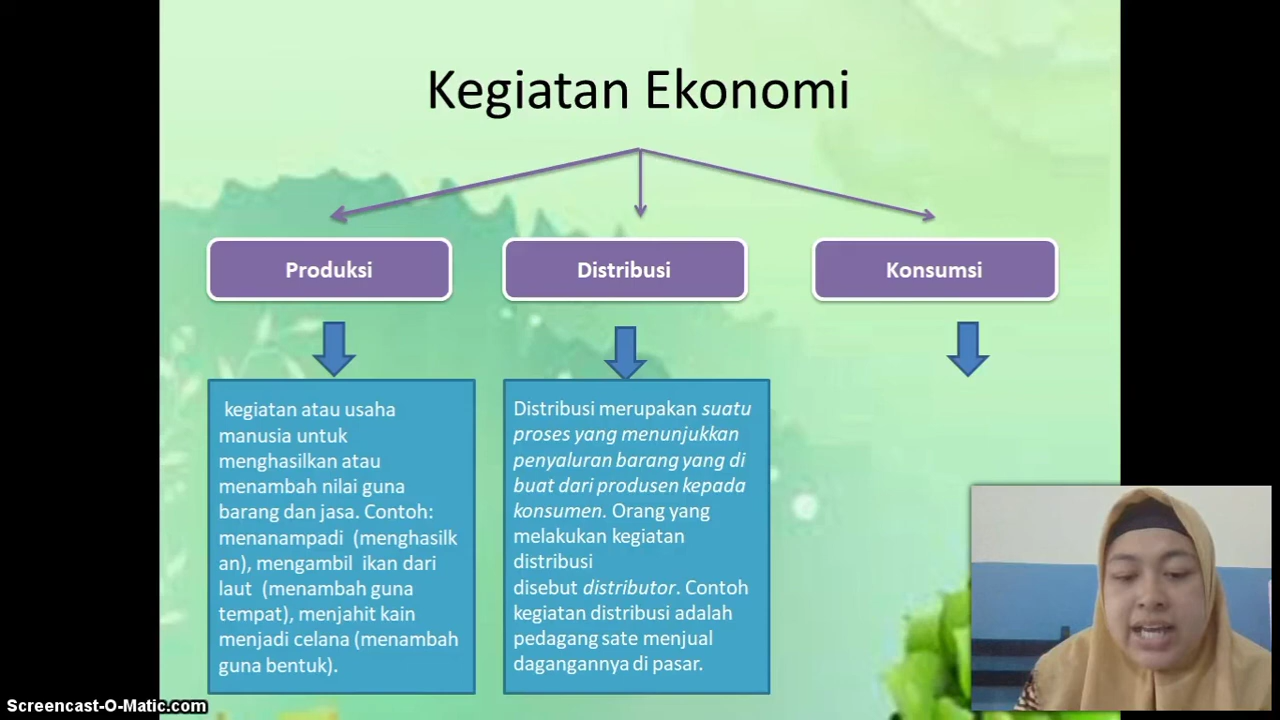 Kegiatan Ekonomi
Produksi
Distribusi
Konsumsi
kegiatan atau usaha
manusia untuk
menghasilkan atau
menambah nilai guna
barang dan jasa. Contoh:
menanampadi (menghasilk
an), mengambil ikan dari
laut (menambah guna
tempat), menjahit kain
menjadi celana (menambah
guna bentuk).
Distribusi merupakan suatu
proses yang menunjukkan
penyaluran barang yang di
buat dari produsen kepada
konsumen. Orang yang
melakukan kegiatan
distribusi
disebut distributor. Contoh
kegiatan distribusi adalah
pedagang sate menjual
dagangannya di pasar.
Screencast-O-Matic.com